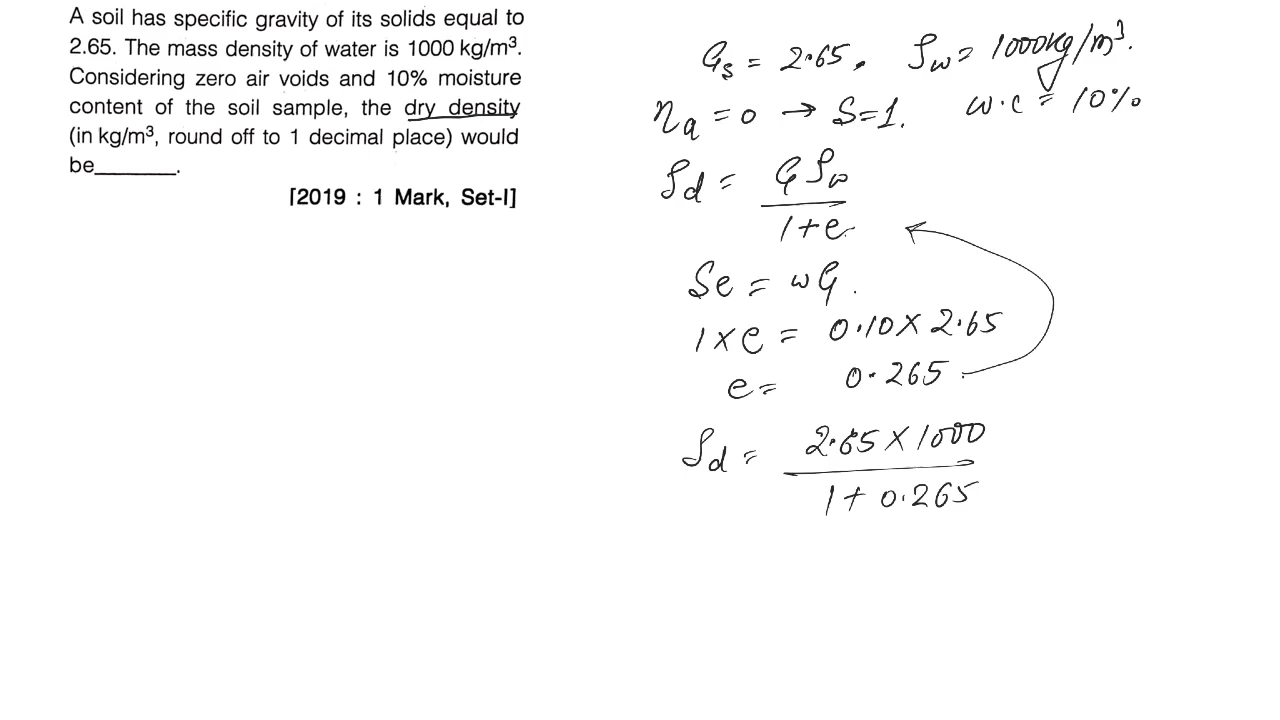 A soil has specific gravity of its solids equal to
2.65. The mass density of water is 1000 kg/m³.
Considering zero air voids and 10% moisture
content of the soil sample, the dry density
(in kg/m³, round off to 1 decimal place) would
be_______.
[2019 : 1 Mark, Set-I]
Gs = 2.65, ρw = 1000kg/m³.
ηa = 0 → S=1. w.c = 10%
ρd = Gρw
1+e
Se = wG.
1 × e = 0.10 × 2.65
e = 0.265
ρd = 2.65 × 1000
1 + 0.265